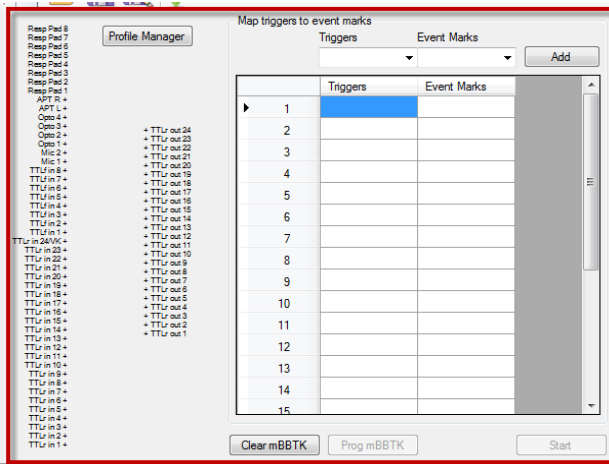 Resp Pad 8
Resp Pad 7
Resp Pad 6
Resp Pad 5
Resp Pad 4
Resp Pad 3
Resp Pad 2
Resp Pad 1
APT R +
APT L +
Opto 4 +
Opto 3 +
Opto 2 +
Opto 1 +
Mic 2 +
Mic 1 +
TTLf in 8 +
TTLf in 7 +
TTLf in 6 +
TTLf in 5 +
TTLf in 4 +
TTLf in 3 +
TTLf in 2 +
TTLf in 1 +
TTLr in 24/VK +
TTLr in 23 +
TTLr in 22 +
TTLr in 21 +
TTLr in 20 +
TTLr in 19 +
TTLr in 18 +
TTLr in 17 +
TTLr in 16 +
TTLr in 15 +
TTLr in 14 +
TTLr in 13 +
TTLr in 12 +
TTLr in 11 +
TTLr in 10 +
TTLr in 9 +
TTLr in 8 +
TTLr in 7 +
TTLr in 6 +
TTLr in 5 +
TTLr in 4 +
TTLr in 3 +
TTLr in 2 +
TTLr in 1 +
Profile Manager
+ TTLr out 24
+ TTLr out 23
+ TTLr out 22
+ TTLr out 21
+ TTLr out 20
+ TTLr out 19
+ TTLr out 18
+ TTLr out 17
+ TTLr out 16
+ TTLr out 15
+ TTLr out 14
+ TTLr out 13
+ TTLr out 12
+ TTLr out 11
+ TTLr out 10
+ TTLr out 9
+ TTLr out 8
+ TTLr out 7
+ TTLr out 6
+ TTLr out 5
+ TTLr out 4
+ TTLr out 3
+ TTLr out 2
+ TTLr out 1
Map triggers to event marks
Triggers Event Marks
Add
Triggers Event Marks
1
2
3
4
5
6
7
8
9
10
11
12
13
14
15
Clear mBBTK Prog mBBTK Start